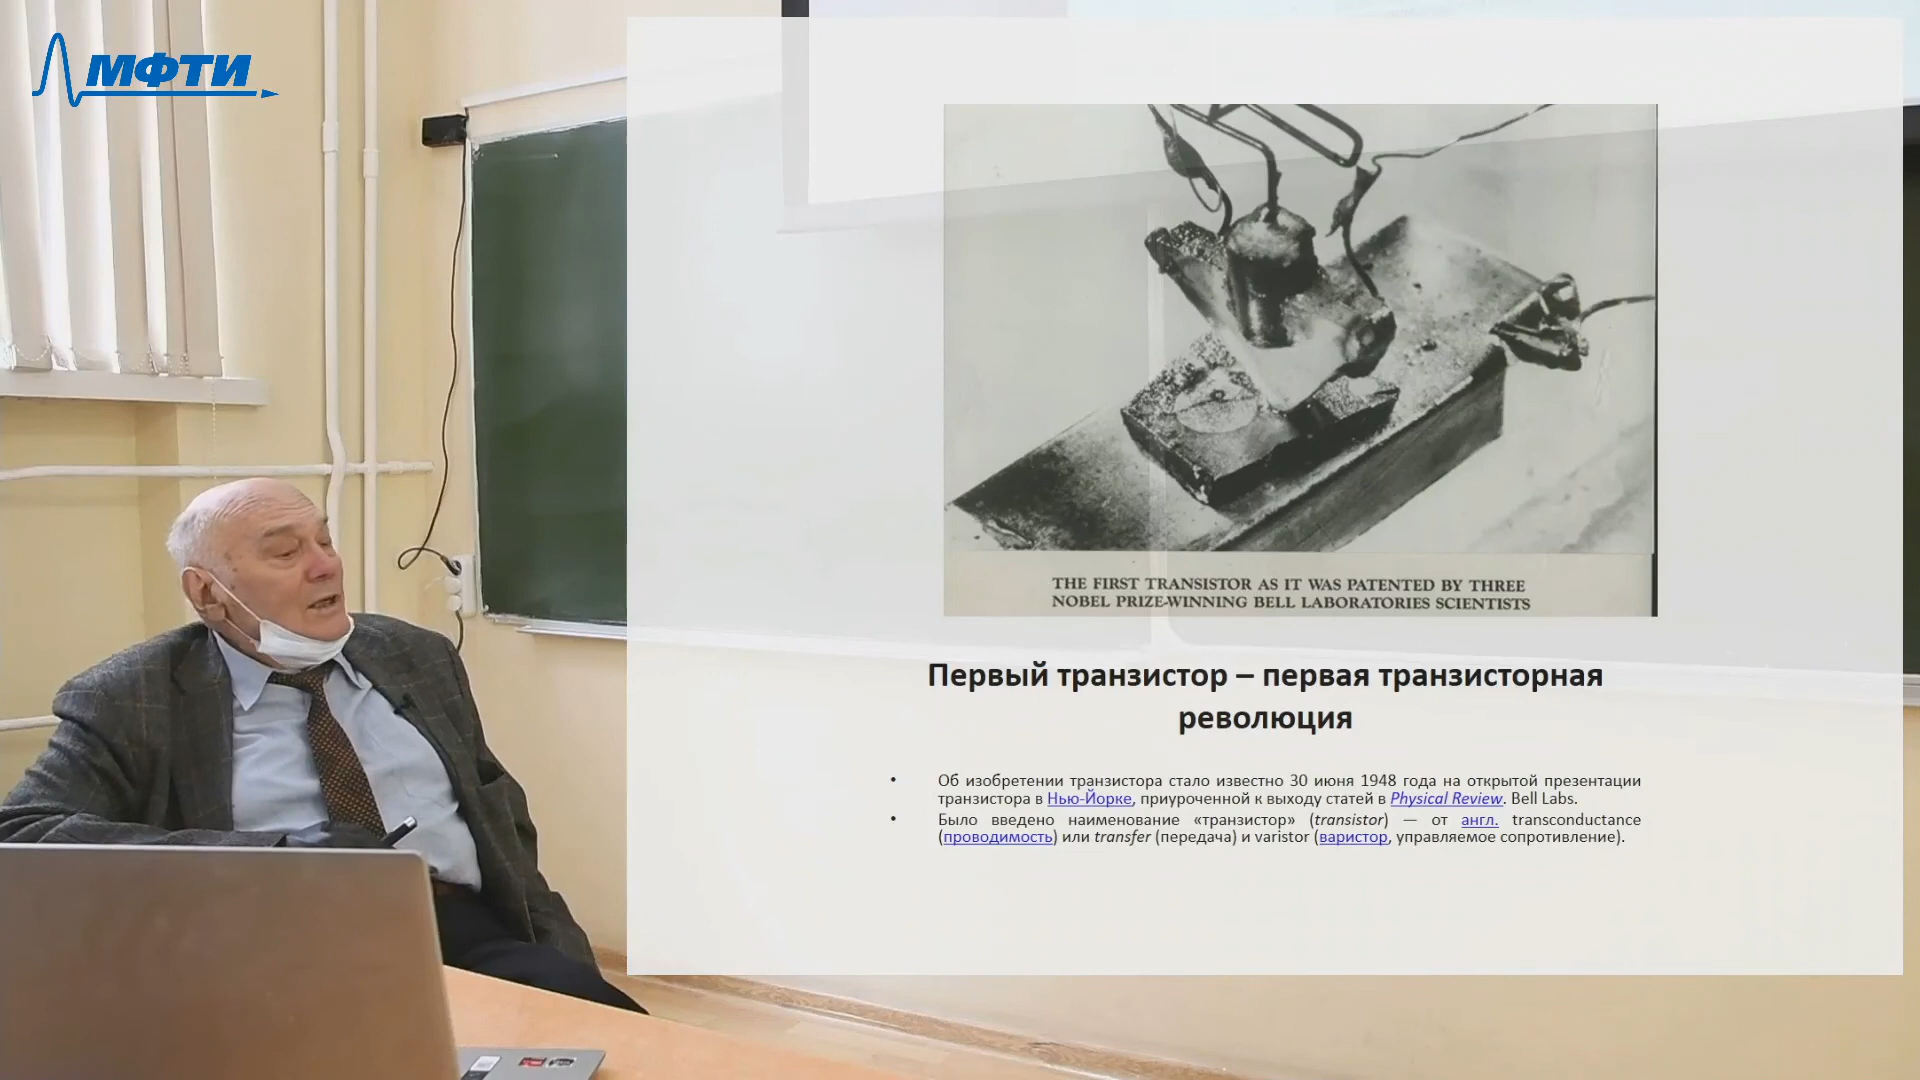 МФТИ
THE FIRST TRANSISTOR AS IT WAS PATENTED BY THREE
NOBEL PRIZE-WINNING BELL LABORATORIES SCIENTISTS
Первый транзистор – первая транзисторная
революция
• Об изобретении транзистора стало известно 30 июня 1948 года на открытой презентации
транзистора в Нью-Йорке, приуроченной к выходу статей в Physical Review. Bell Labs.
• Было введено наименование «транзистор» (transistor) — от англ. transconductance
(проводимость) или transfer (передача) и varistor (варистор, управляемое сопротивление).